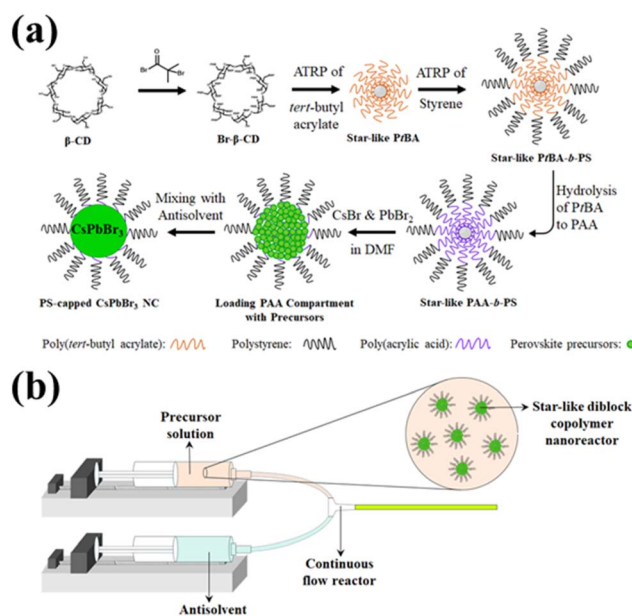 (a)
Br
O
Br
ATRP of
tert-butyl
acrylate
ATRP of
Styrene
β-CD
Br-β-CD
Star-like PtBA
Star-like PtBA-b-PS
Hydrolysis
of PtBA
to PAA
CsPbBr3
Mixing with
Antisolvent
CsBr & PbBr2
in DMF
PS-capped CsPbBr3 NC
Loading PAA Compartment
with Precursors
Star-like PAA-b-PS
Poly(tert-butyl acrylate): Polystyrene: Poly(acrylic acid): Perovskite precursors:
(b)
Precursor
solution
Star-like diblock
copolymer
nanoreactor
Continuous
flow reactor
Antisolvent